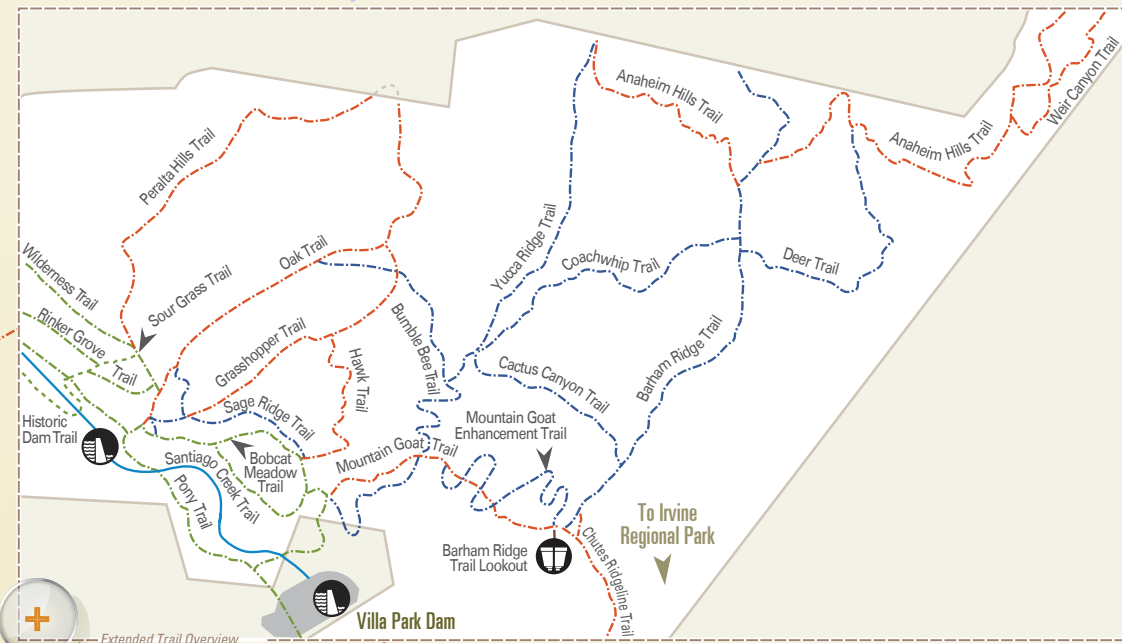 Anaheim Hills Trail
Weir Canyon Trail
Anaheim Hills Trail
Peralta Hills Trail
Yucca Ridge Trail
Oak Trail
Coachwhip Trail
Deer Trail
Wilderness Trail
Sour Grass Trail
Rinker Grove
Trail
Grasshopper Trail
Bumble Bee Trail
Hawk Trail
Barham Ridge Trail
Cactus Canyon Trail
Sage Ridge Trail
Mountain Goat
Enhancement Trail
Historic
Dam Trail
Mountain Goat Trail
Santiago Creek Trail
Bobcat
Meadow
Trail
Pony Trail
To Irvine
Regional Park
Barham Ridge
Trail Lookout
Chutes Ridgeline Trail
Villa Park Dam
Extended Trail Overview